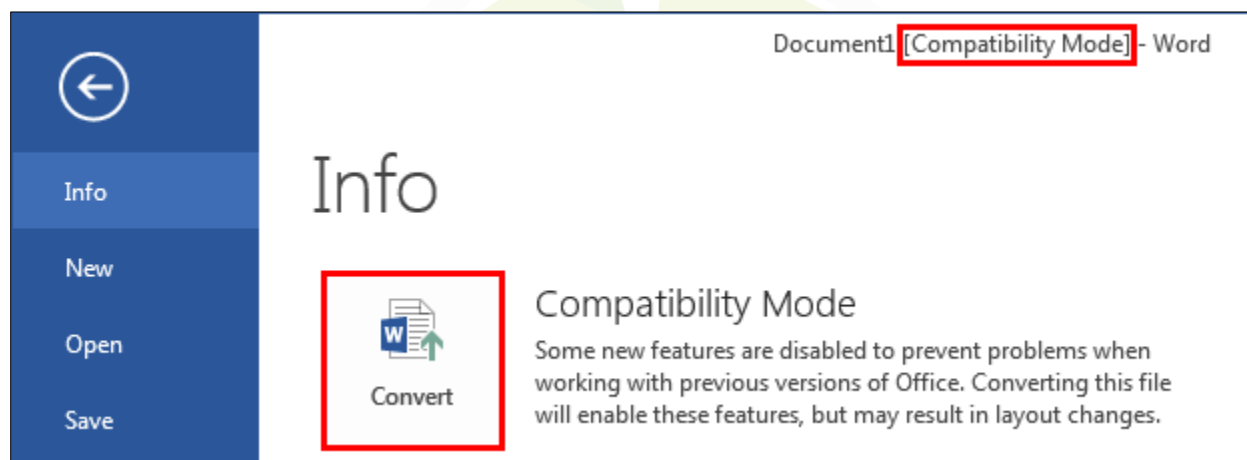 Document1 [Compatibility Mode] - Word
Info
Info
New
Open
Save
W
Convert
Compatibility Mode
Some new features are disabled to prevent problems when
working with previous versions of Office. Converting this file
will enable these features, but may result in layout changes.